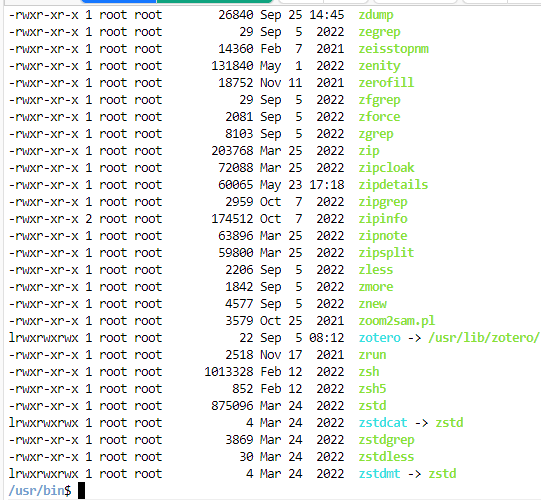 -rwxr-xr-x 1 root root       26840 Sep 25 14:45  zdump
-rwxr-xr-x 1 root root          29 Sep  5  2022  zegrep
-rwxr-xr-x 1 root root       14360 Feb  7  2021  zeisstopnm
-rwxr-xr-x 1 root root      131840 May  1  2022  zenity
-rwxr-xr-x 1 root root       18752 Nov 11  2021  zerofill
-rwxr-xr-x 1 root root          29 Sep  5  2022  zfgrep
-rwxr-xr-x 1 root root        2081 Sep  5  2022  zforce
-rwxr-xr-x 1 root root        8103 Sep  5  2022  zgrep
-rwxr-xr-x 1 root root      203768 Mar 25  2022  zip
-rwxr-xr-x 1 root root       72088 Mar 25  2022  zipcloak
-rwxr-xr-x 1 root root       60065 May 23 17:18  zipdetails
-rwxr-xr-x 1 root root        2959 Oct  7  2022  zipgrep
-rwxr-xr-x 2 root root      174512 Oct  7  2022  zipinfo
-rwxr-xr-x 1 root root       63896 Mar 25  2022  zipnote
-rwxr-xr-x 1 root root       59800 Mar 25  2022  zipsplit
-rwxr-xr-x 1 root root        2206 Sep  5  2022  zless
-rwxr-xr-x 1 root root        1842 Sep  5  2022  zmore
-rwxr-xr-x 1 root root        4577 Sep  5  2022  znew
-rwxr-xr-x 1 root root        3579 Oct 25  2021  zoom2sam.pl
lrwxrwxrwx 1 root root          22 Sep  5 08:12  zotero -> /usr/lib/zotero/
-rwxr-xr-x 1 root root        2518 Nov 17  2021  zrun
-rwxr-xr-x 1 root root     1013328 Feb 12  2022  zsh
-rwxr-xr-x 1 root root         852 Feb 12  2022  zsh5
-rwxr-xr-x 1 root root      875096 Mar 24  2022  zstd
lrwxrwxrwx 1 root root           4 Mar 24  2022  zstdcat -> zstd
-rwxr-xr-x 1 root root        3869 Mar 24  2022  zstdgrep
-rwxr-xr-x 1 root root          30 Mar 24  2022  zstdless
lrwxrwxrwx 1 root root           4 Mar 24  2022  zstdmt -> zstd
/usr/bin$